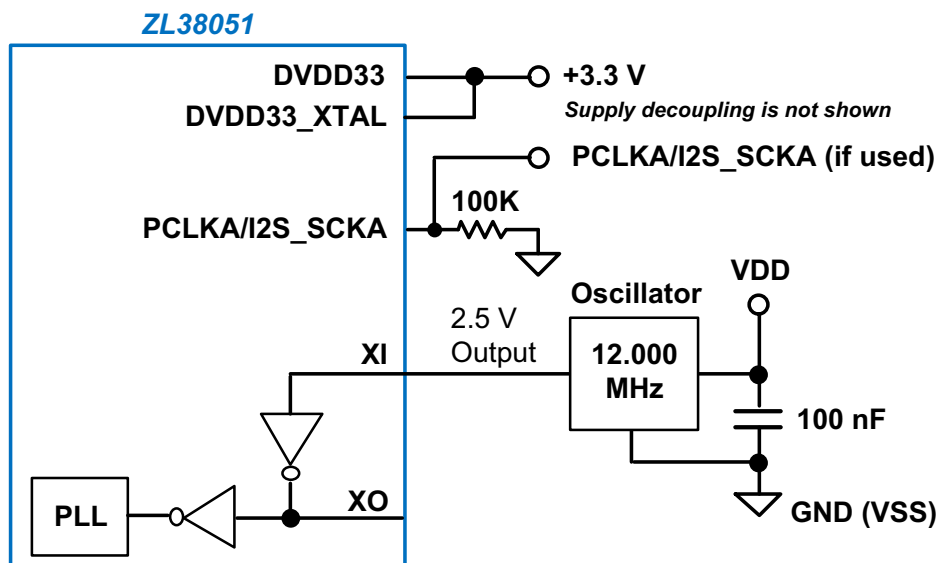 ZL38051
DVDD33
+3.3 V
DVDD33_XTAL
Supply decoupling is not shown
PCLKA/I2S_SCKA (if used)
100K
PCLKA/I2S_SCKA
VDD
Oscillator
2.5 V
Output
XI
12.000
MHz
100 nF
PLL
XO
GND (VSS)